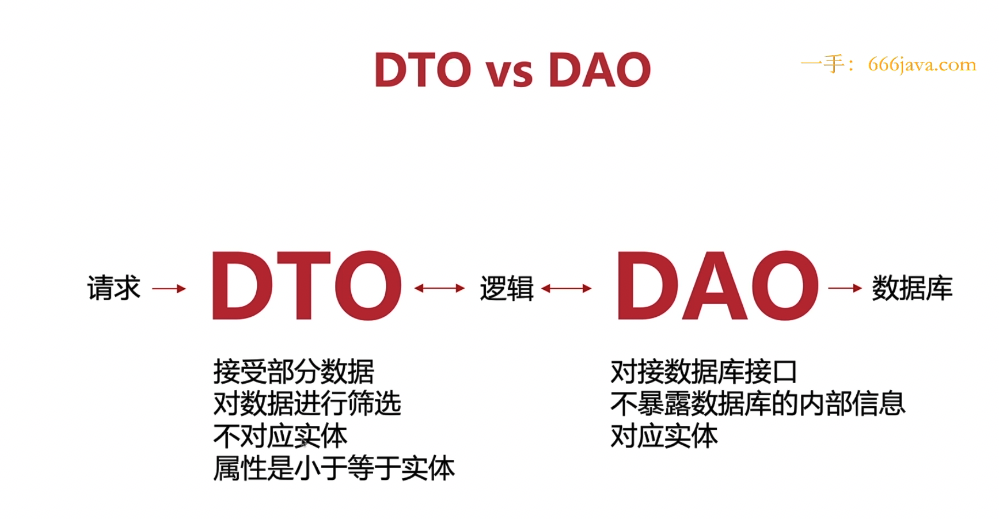 DTO vs DAO
一手：666java.com
请求
DTO
逻辑
DAO
数据库
接受部分数据
对数据进行筛选
不对应实体
属性是小于等于实体
对接数据库接口
不暴露数据库的内部信息
对应实体